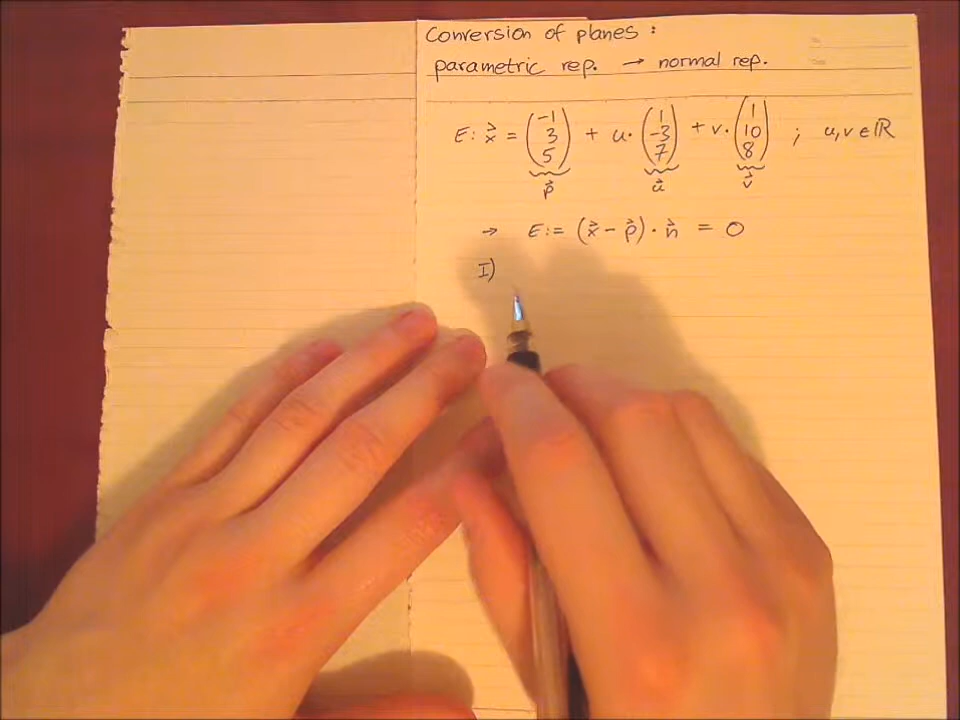 Conversion of planes :
parametric rep. → normal rep.
E: x⃗ = (-1 3 5) + u· (1 -3 7) + v· (1 10 8) ; u,v ∈ ℝ
p⃗ u⃗ v⃗
→ E:= (x⃗ - p⃗) · n⃗ = 0
I)